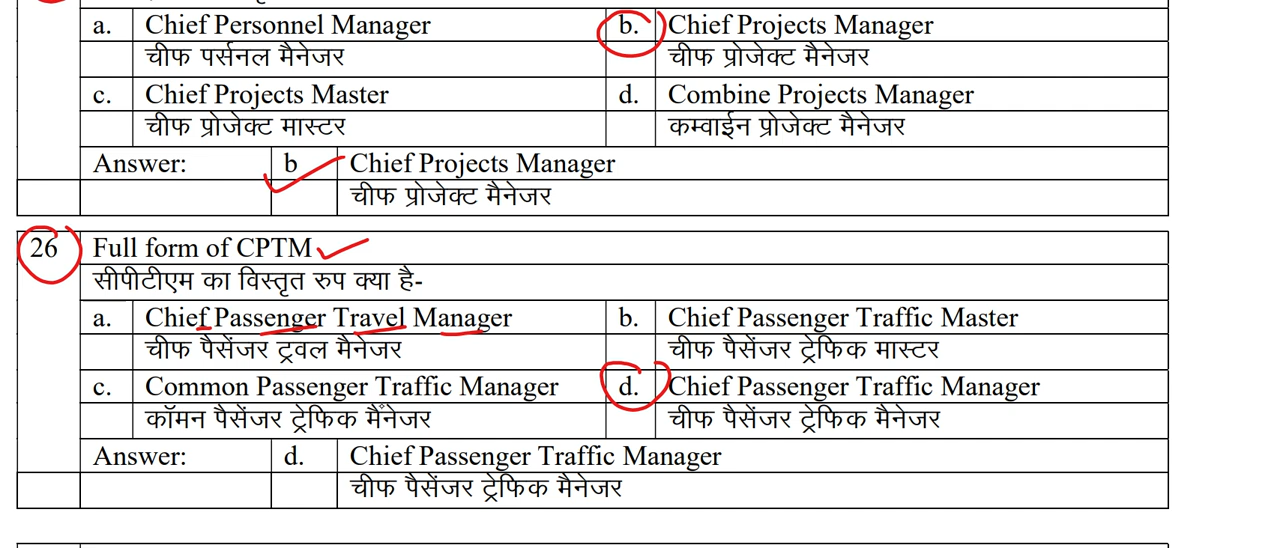 a. Chief Personnel Manager b. Chief Projects Manager
चीफ पर्सनल मैनेजर चीफ प्रोजेक्ट मैनेजर
c. Chief Projects Master d. Combine Projects Manager
चीफ प्रोजेक्ट मास्टर कम्वाईन प्रोजेक्ट मैनेजर
Answer: b Chief Projects Manager
चीफ प्रोजेक्ट मैनेजर
26 Full form of CPTM
सीपीटीएम का विस्तृत रुप क्या है-
a. Chief Passenger Travel Manager b. Chief Passenger Traffic Master
चीफ पैसेंजर ट्रवल मैनेजर चीफ पैसेंजर ट्रेफिक मास्टर
c. Common Passenger Traffic Manager d. Chief Passenger Traffic Manager
कॉमन पैसेंजर ट्रेफिक मैंनेजर चीफ पैसेंजर ट्रेफिक मैनेजर
Answer: d. Chief Passenger Traffic Manager
चीफ पैसेंजर ट्रेफिक मैनेजर